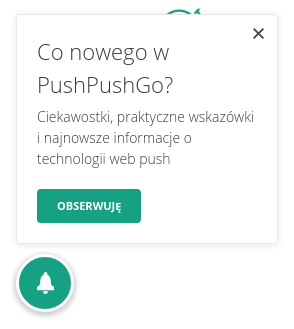 Co nowego w
PushPushGo?
Ciekawostki, praktyczne wskazówki
i najnowsze informacje o
technologii web push
OBSERWUJĘ